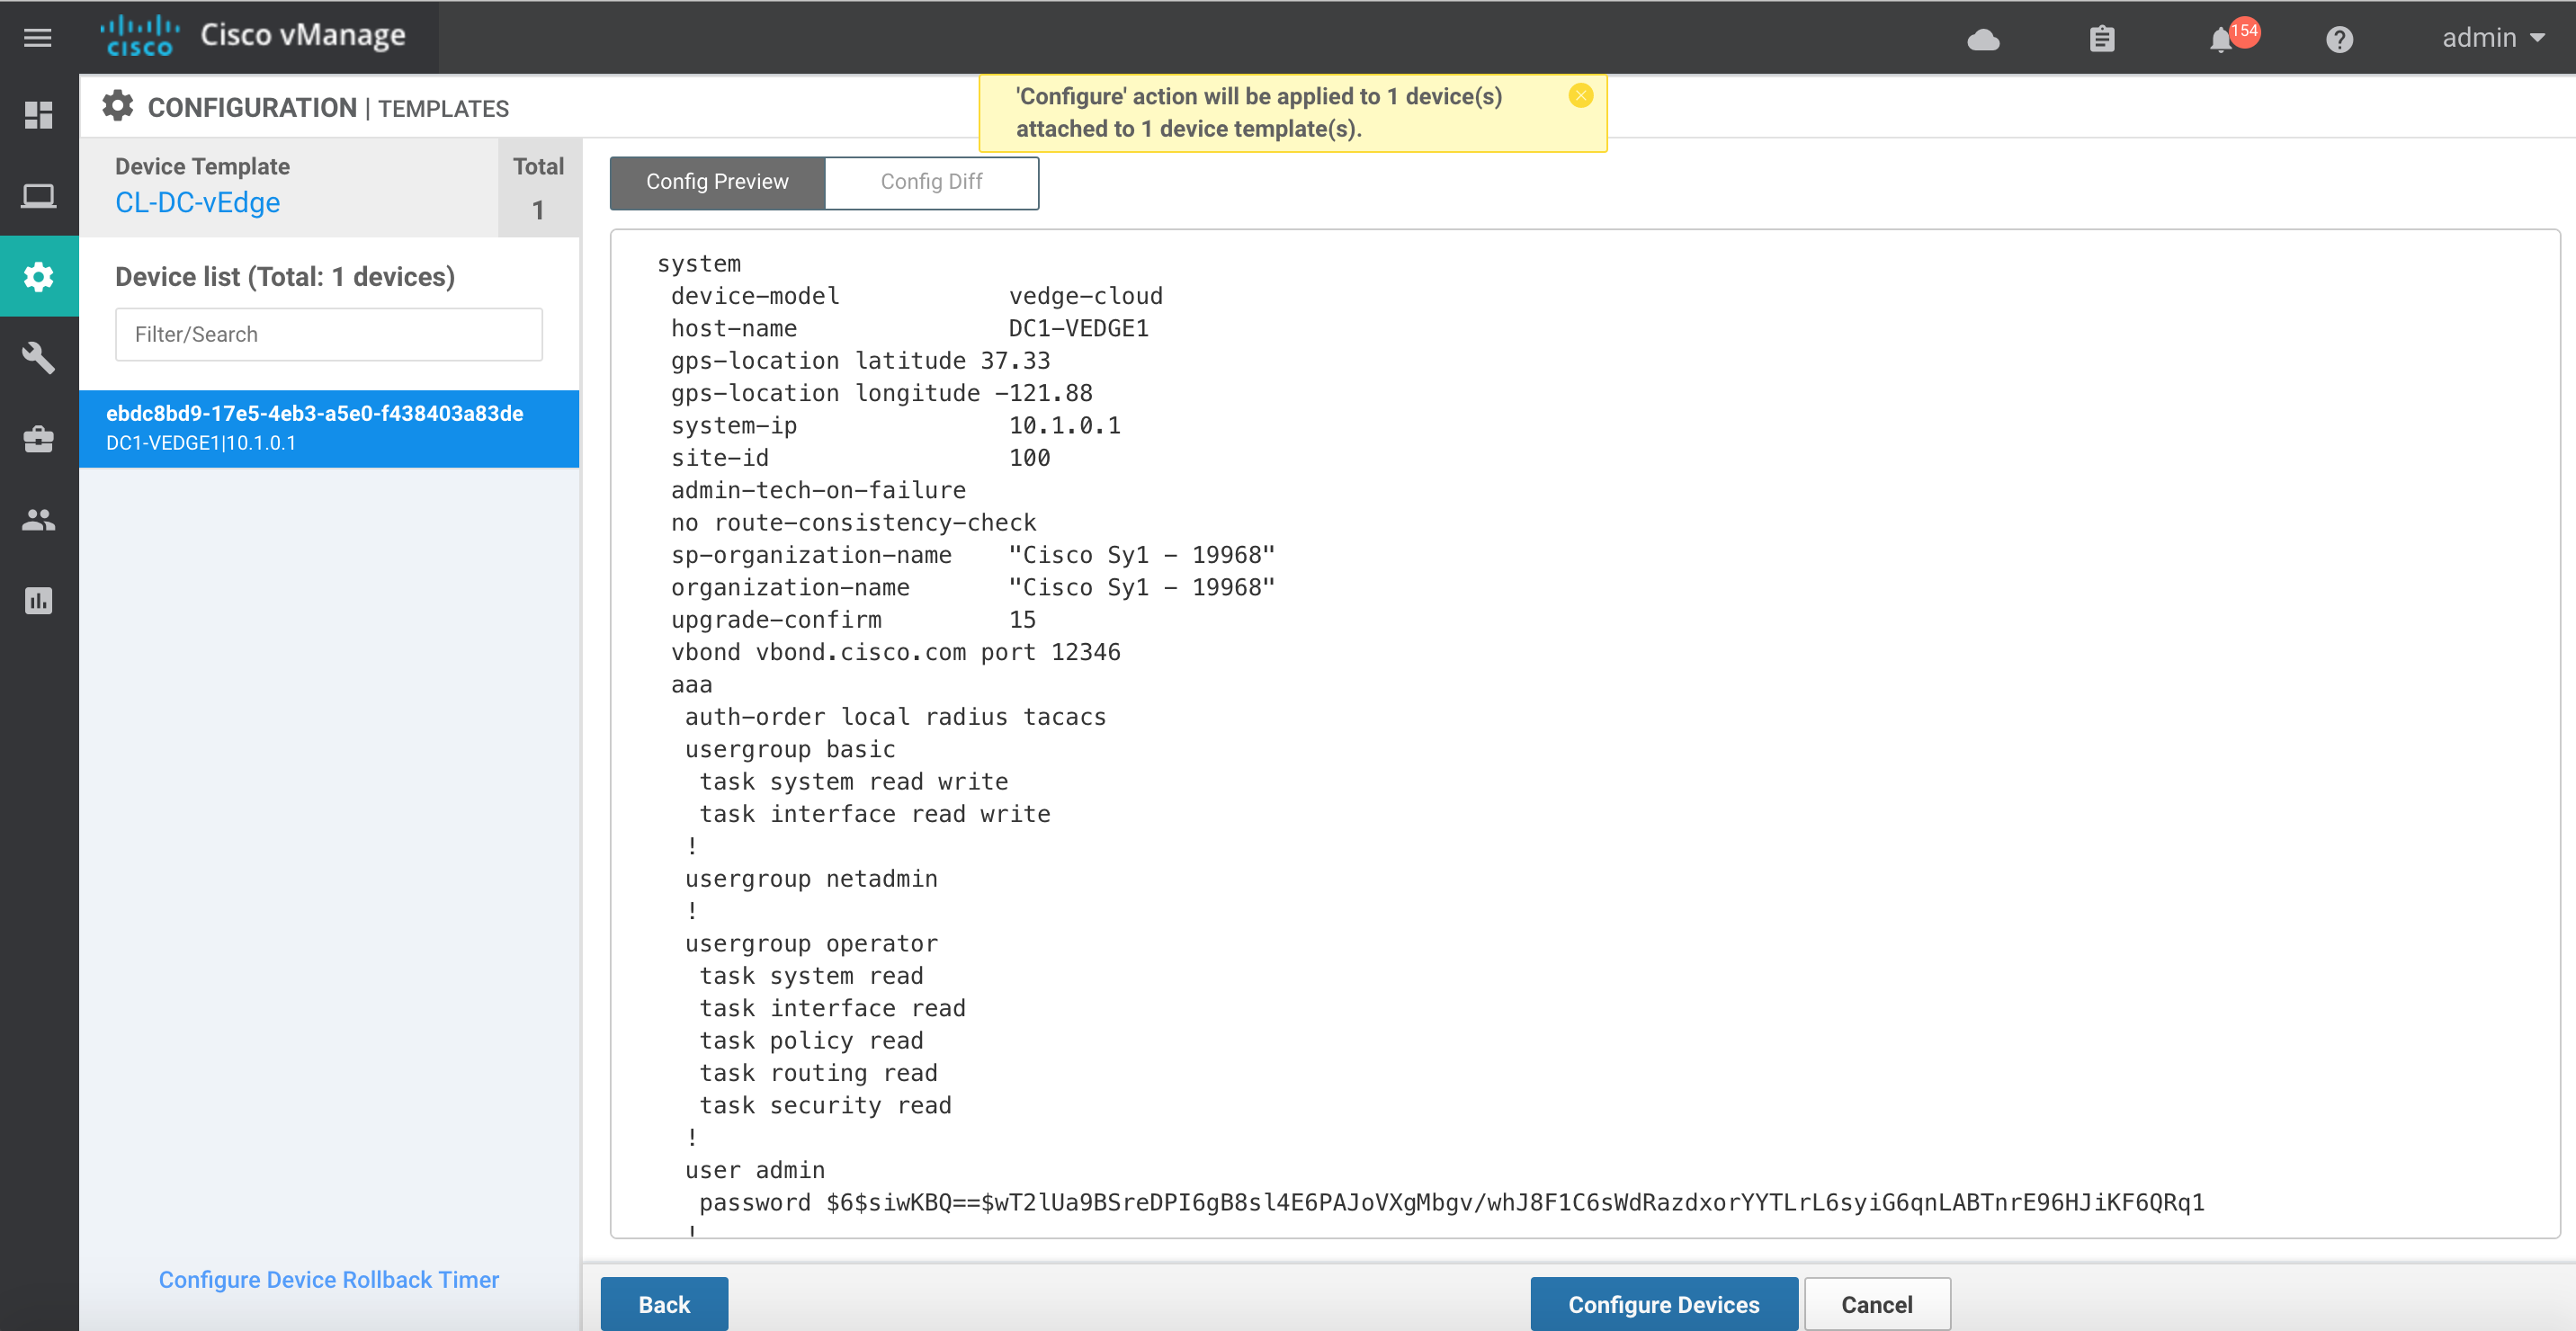 cisco Cisco vManage
154
admin
CONFIGURATION | TEMPLATES
'Configure' action will be applied to 1 device(s)
attached to 1 device template(s).
Device Template
CL-DC-vEdge
Total
1
Device list (Total: 1 devices)
Filter/Search
ebdc8bd9-17e5-4eb3-a5e0-f438403a83de
DC1-VEDGE1|10.1.0.1
Configure Device Rollback Timer
Config Preview
Config Diff
system
device-model vedge-cloud
host-name DC1-VEDGE1
gps-location latitude 37.33
gps-location longitude -121.88
system-ip 10.1.0.1
site-id 100
admin-tech-on-failure
no route-consistency-check
sp-organization-name "Cisco Sy1 - 19968"
organization-name "Cisco Sy1 - 19968"
upgrade-confirm 15
vbond vbond.cisco.com port 12346
aaa
auth-order local radius tacacs
usergroup basic
task system read write
task interface read write
!
usergroup netadmin
!
usergroup operator
task system read
task interface read
task policy read
task routing read
task security read
!
user admin
password $6$siwKBQ==$wT2lUa9BSreDPI6gB8sl4E6PAJoVXgMbgv/whJ8F1C6sWdRazdxorYYTLrL6syiG6qnLABTnrE96HJiKF6QRq1
!
Back
Configure Devices
Cancel